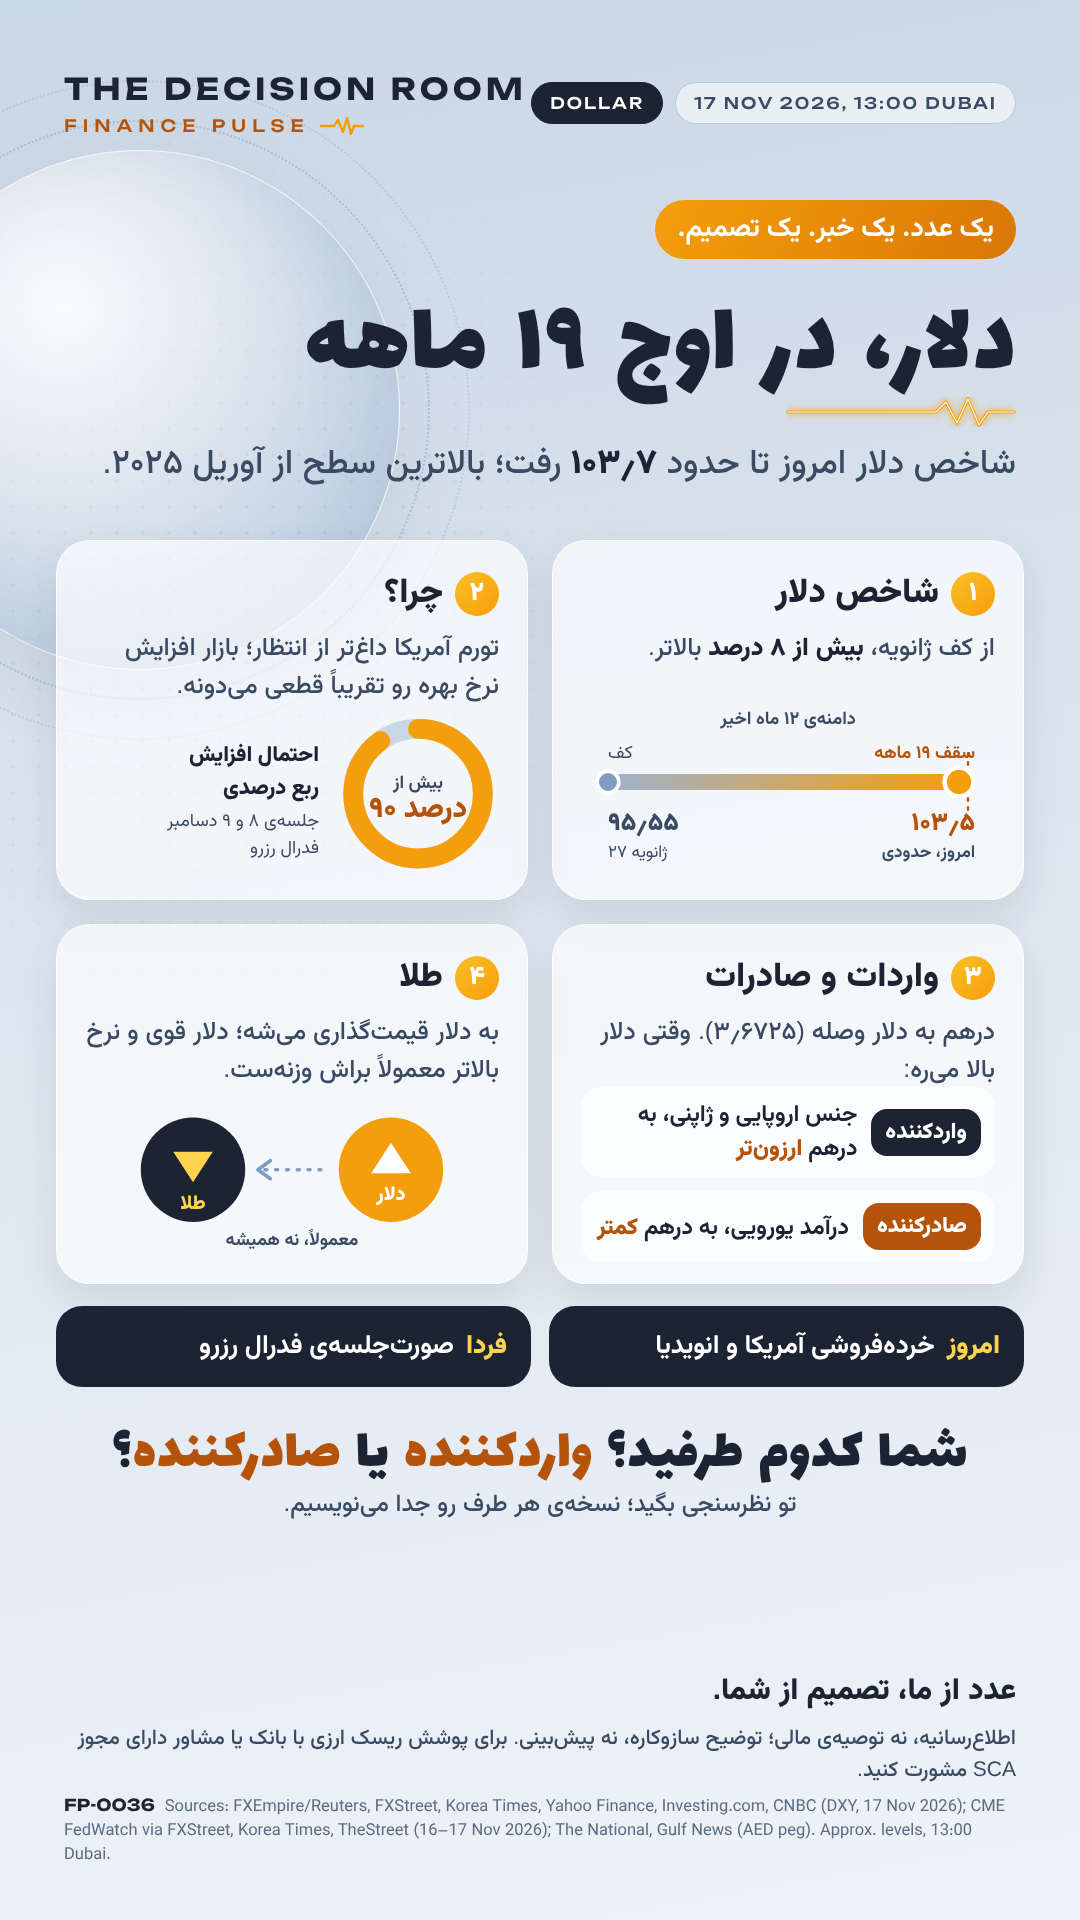 THE DECISION ROOM
FINANCE PULSE
DOLLAR
17 NOV 2026, 13:00 DUBAI
یک عدد. یک خبر. یک تصمیم.
دلار، در اوج ۱۹ ماهه
شاخص دلار امروز تا حدود ۱۰۳٫۷ رفت؛ بالاترین سطح از آوریل ۲۰۲۵.
۱ شاخص دلار
از کف ژانویه، بیش از ۸ درصد بالاتر.
دامنه‌ی ۱۲ ماه اخیر
سقف ۱۹ ماهه
کف
۱۰۳٫۵
۹۵٫۵۵
امروز، حدودی
۲۷ ژانویه
۲ چرا؟
تورم آمریکا داغ‌تر از انتظار؛ بازار افزایش
نرخ بهره رو تقریباً قطعی می‌دونه.
بیش از
۹۰ درصد
احتمال افزایش
ربع درصدی
جلسه‌ی ۸ و ۹ دسامبر
فدرال رزرو
۳ واردات و صادرات
درهم به دلار وصله (۳٫۶۷۲۵). وقتی دلار
بالا می‌ره:
واردکننده
جنس اروپایی و ژاپنی، به
درهم ارزون‌تر
صادرکننده
درآمد یورویی، به درهم کمتر
۴ طلا
به دلار قیمت‌گذاری می‌شه؛ دلار قوی و نرخ
بالاتر معمولاً براش وزنه‌ست.
دلار
طلا
معمولاً، نه همیشه
امروز خرده‌فروشی آمریکا و انویدیا
فردا صورت‌جلسه‌ی فدرال رزرو
شما کدوم طرفید؟ واردکننده یا صادرکننده؟
تو نظرسنجی بگید؛ نسخه‌ی هر طرف رو جدا می‌نویسیم.
عدد از ما، تصمیم از شما.
اطلاع‌رسانیه، نه توصیه‌ی مالی؛ توضیح سازوکاره، نه پیش‌بینی. برای پوشش ریسک ارزی با بانک یا مشاور دارای مجوز
SCA مشورت کنید.
FP-0036 Sources: FXEmpire/Reuters, FXStreet, Korea Times, Yahoo Finance, Investing.com, CNBC (DXY, 17 Nov 2026); CME
FedWatch via FXStreet, Korea Times, TheStreet (16–17 Nov 2026); The National, Gulf News (AED peg). Approx. levels, 13:00
Dubai.